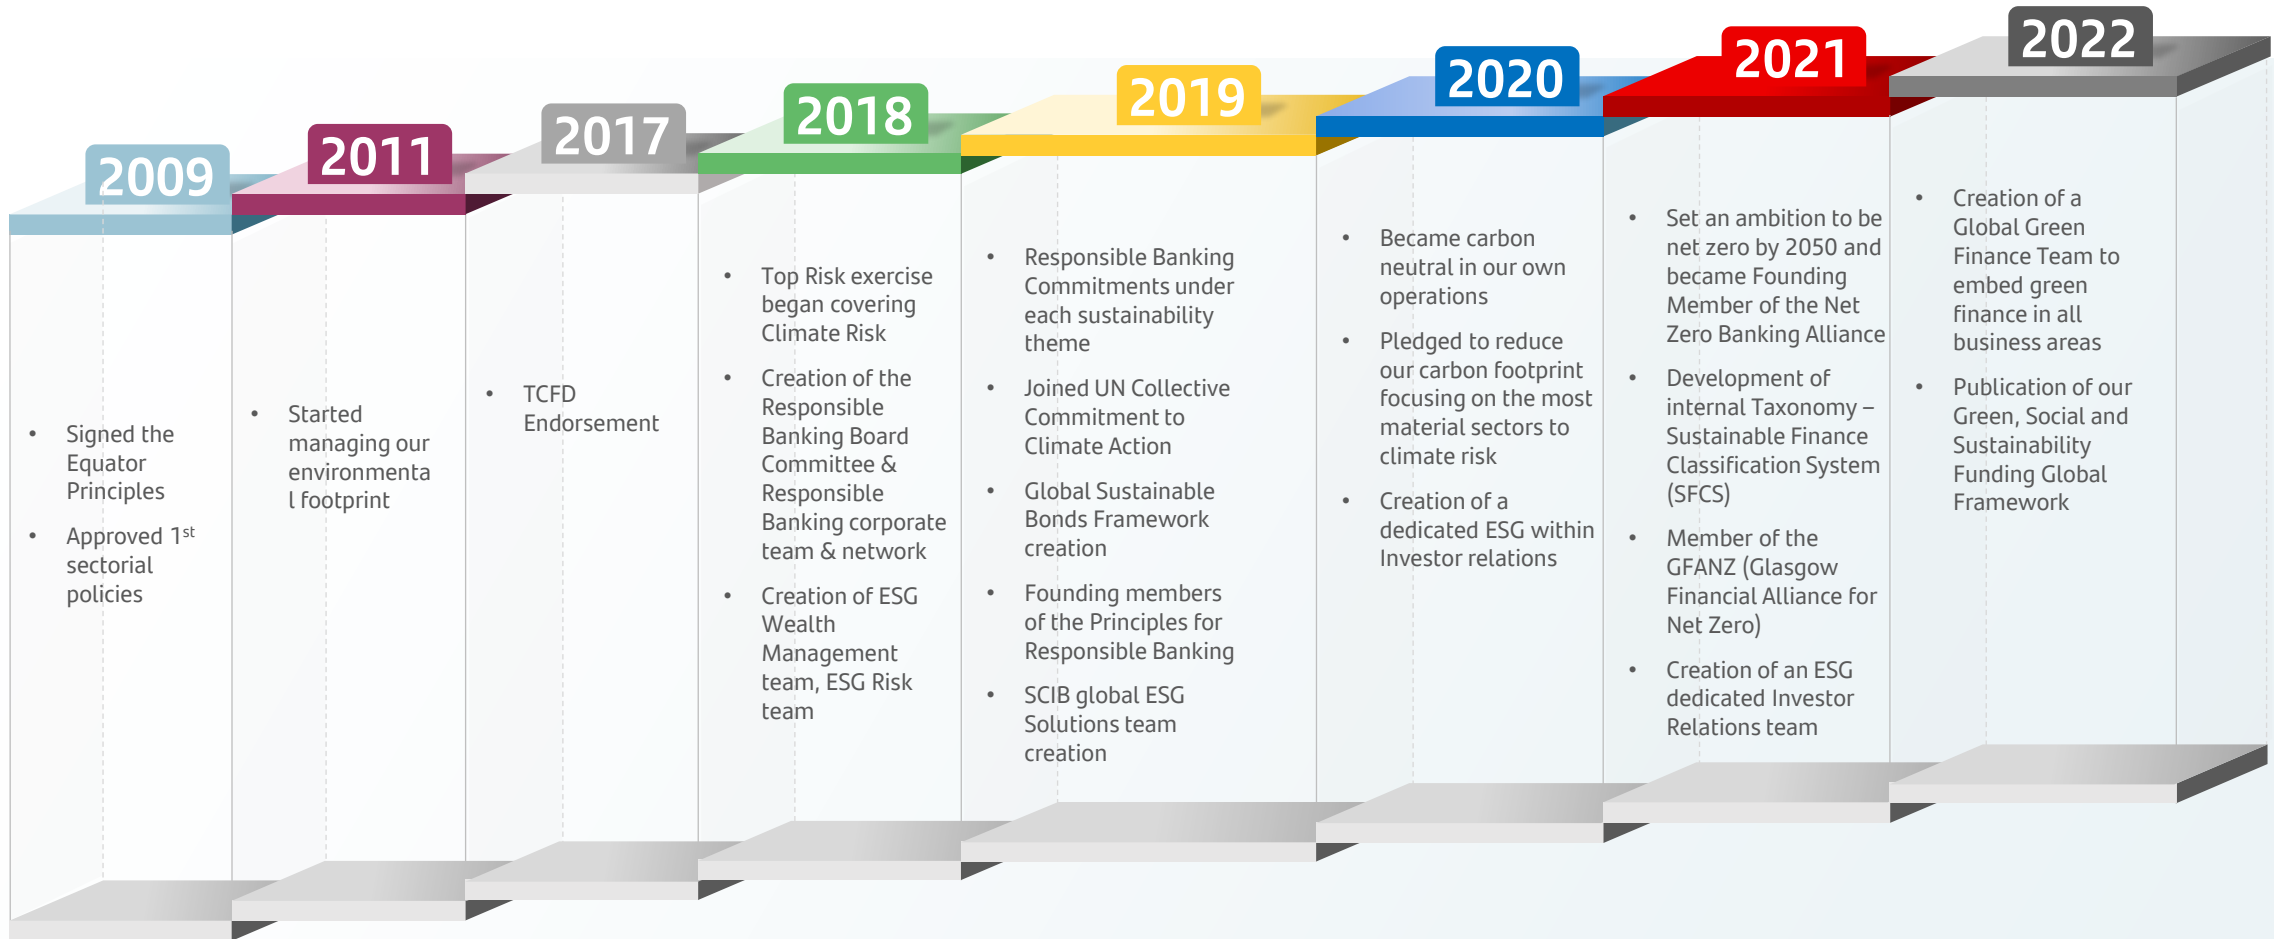 2009
• Signed the
Equator
Principles
• Approved 1st
sectorial
policies
2011
• Started
managing our
environmenta
l footprint
2017
• TCFD
Endorsement
2018
• Top Risk exercise
began covering
Climate Risk
• Creation of the
Responsible
Banking Board
Committee &
Responsible
Banking corporate
team & network
• Creation of ESG
Wealth
Management
team, ESG Risk
team
2019
• Responsible Banking
Commitments under
each sustainability
theme
• Joined UN Collective
Commitment to
Climate Action
• Global Sustainable
Bonds Framework
creation
• Founding members
of the Principles for
Responsible Banking
• SCIB global ESG
Solutions team
creation
2020
• Became carbon
neutral in our own
operations
• Pledged to reduce
our carbon footprint
focusing on the most
material sectors to
climate risk
• Creation of a
dedicated ESG within
Investor relations
2021
• Set an ambition to be
net zero by 2050 and
became Founding
Member of the Net
Zero Banking Alliance
• Development of
internal Taxonomy –
Sustainable Finance
Classification System
(SFCS)
• Member of the
GFANZ (Glasgow
Financial Alliance for
Net Zero)
• Creation of an ESG
dedicated Investor
Relations team
2022
• Creation of a
Global Green
Finance Team to
embed green
finance in all
business areas
• Publication of our
Green, Social and
Sustainability
Funding Global
Framework